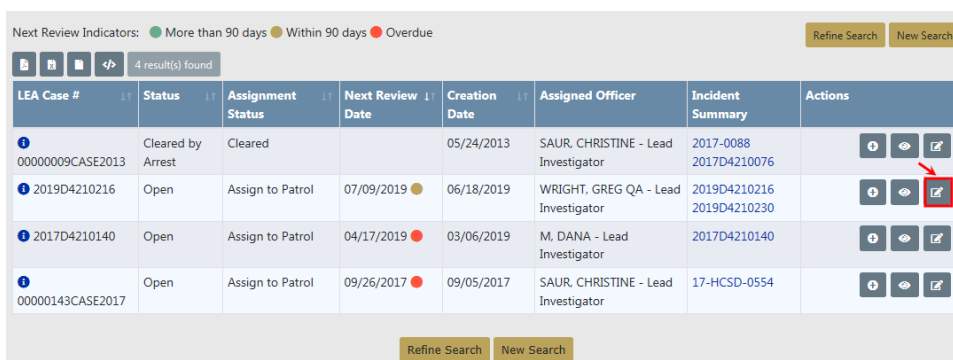 Next Review Indicators: More than 90 days Within 90 days Overdue
Refine Search New Search
4 result(s) found
LEA Case # Status Assignment Status Next Review Date Creation Date Assigned Officer Incident Summary Actions
00000009CASE2013 Cleared by Arrest Cleared 05/24/2013 SAUR, CHRISTINE - Lead Investigator 2017-0088 2017D4210076
2019D4210216 Open Assign to Patrol 07/09/2019 06/18/2019 WRIGHT, GREG QA - Lead Investigator 2019D4210216 2019D4210230
2017D4210140 Open Assign to Patrol 04/17/2019 03/06/2019 M, DANA - Lead Investigator 2017D4210140
00000143CASE2017 Open Assign to Patrol 09/26/2017 09/05/2017 SAUR, CHRISTINE - Lead Investigator 17-HCSD-0554
Refine Search New Search